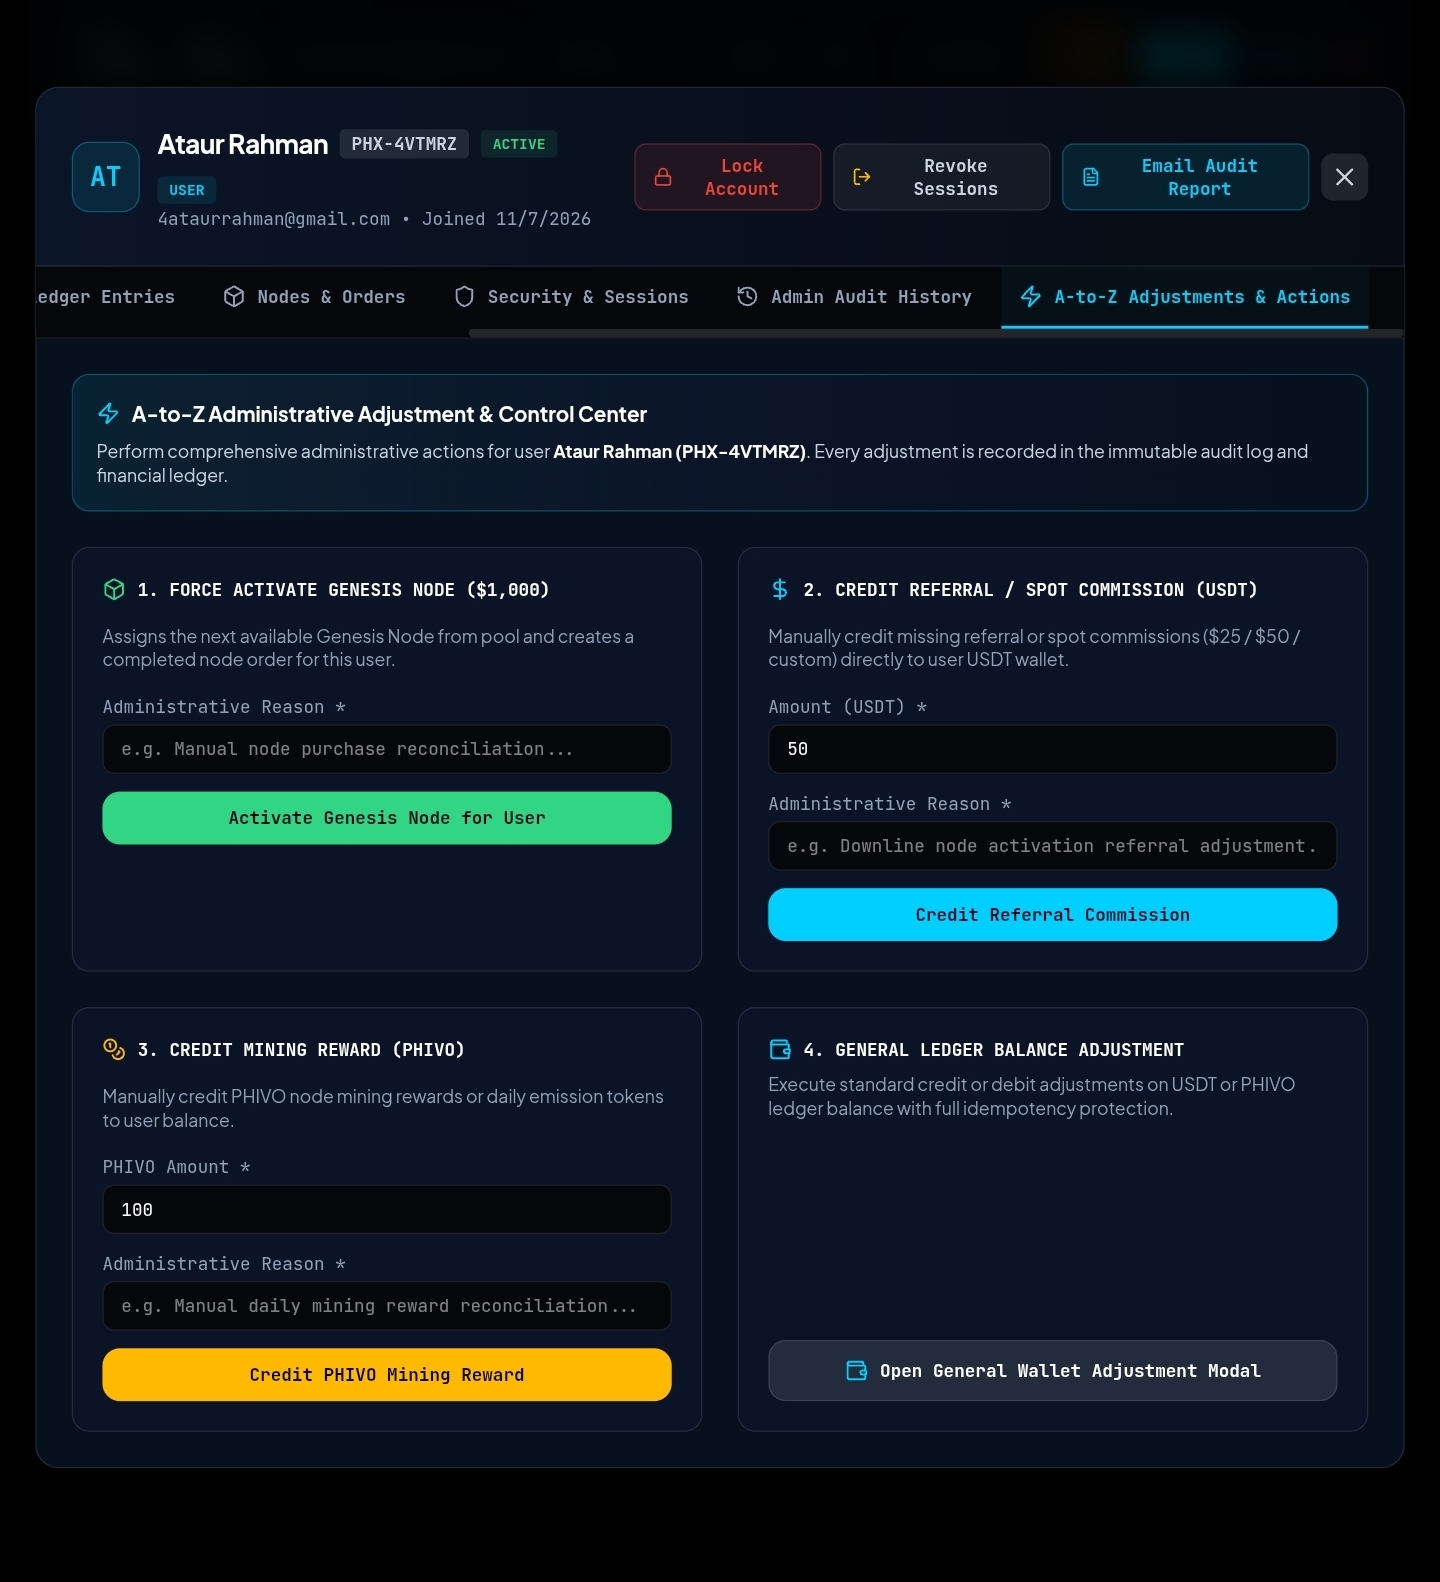 AT
Ataur Rahman PHX-4VTMRZ ACTIVE
USER
4ataurrahman@gmail.com • Joined 11/7/2026
Lock
Account
Revoke
Sessions
Email Audit
Report
edger Entries
Nodes & Orders
Security & Sessions
Admin Audit History
A-to-Z Adjustments & Actions
A-to-Z Administrative Adjustment & Control Center
Perform comprehensive administrative actions for user Ataur Rahman (PHX-4VTMRZ). Every adjustment is recorded in the immutable audit log and
financial ledger.
1. FORCE ACTIVATE GENESIS NODE ($1,000)
Assigns the next available Genesis Node from pool and creates a
completed node order for this user.
Administrative Reason *
e.g. Manual node purchase reconciliation...
Activate Genesis Node for User
2. CREDIT REFERRAL / SPOT COMMISSION (USDT)
Manually credit missing referral or spot commissions ($25 / $50 /
custom) directly to user USDT wallet.
Amount (USDT) *
50
Administrative Reason *
e.g. Downline node activation referral adjustment.
Credit Referral Commission
3. CREDIT MINING REWARD (PHIVO)
Manually credit PHIVO node mining rewards or daily emission tokens
to user balance.
PHIVO Amount *
100
Administrative Reason *
e.g. Manual daily mining reward reconciliation...
Credit PHIVO Mining Reward
4. GENERAL LEDGER BALANCE ADJUSTMENT
Execute standard credit or debit adjustments on USDT or PHIVO
ledger balance with full idempotency protection.
Open General Wallet Adjustment Modal